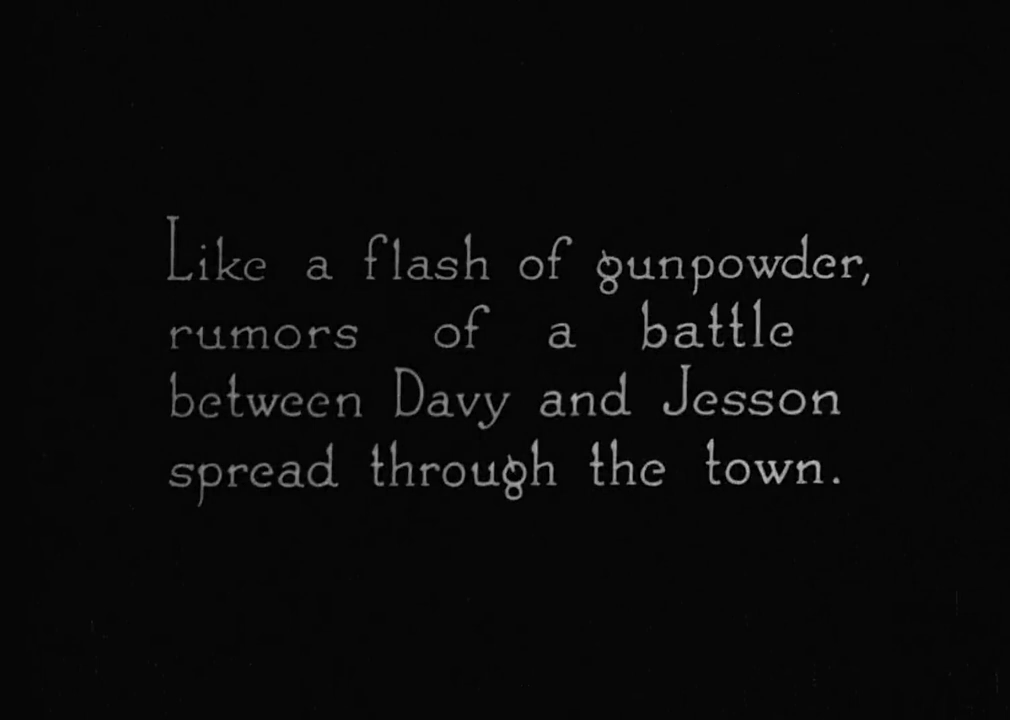 Like a flash of gunpowder,
rumors of a battle
between Davy and Jesson
spread through the town.